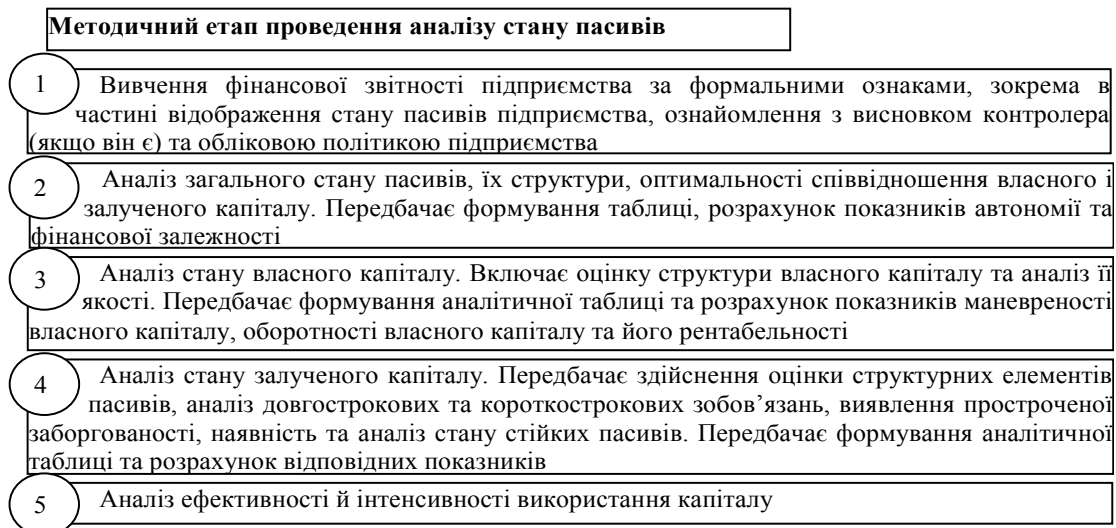 Методичний етап проведення аналізу стану пасивів
1 Вивчення фінансової звітності підприємства за формальними ознаками, зокрема в
частині відображення стану пасивів підприємства, ознайомлення з висновком контролера
(якщо він є) та обліковою політикою підприємства
2 Аналіз загального стану пасивів, їх структури, оптимальності співвідношення власного і
залученого капіталу. Передбачає формування таблиці, розрахунок показників автономії та
фінансової залежності
3 Аналіз стану власного капіталу. Включає оцінку структури власного капіталу та аналіз її
якості. Передбачає формування аналітичної таблиці та розрахунок показників маневреності
власного капіталу, оборотності власного капіталу та його рентабельності
4 Аналіз стану залученого капіталу. Передбачає здійснення оцінки структурних елементів
пасивів, аналіз довгострокових та короткострокових зобов’язань, виявлення простроченої
заборгованості, наявність та аналіз стану стійких пасивів. Передбачає формування аналітичної
таблиці та розрахунок відповідних показників
5 Аналіз ефективності й інтенсивності використання капіталу